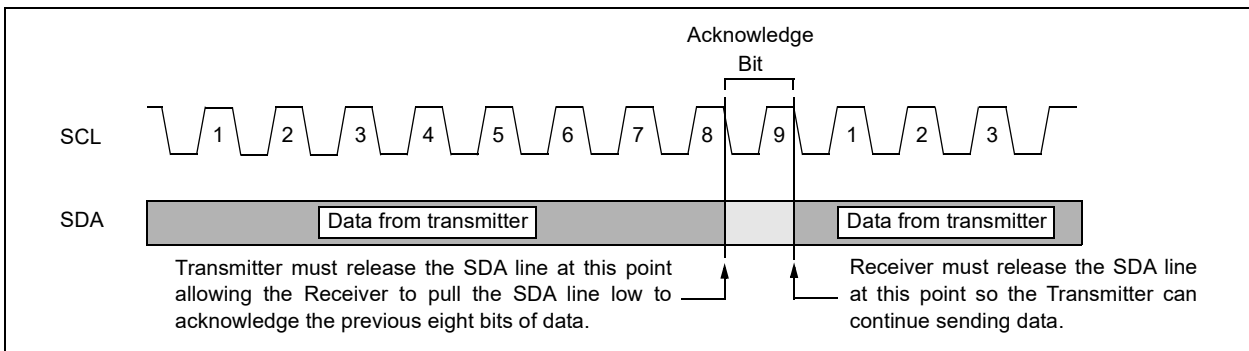 Acknowledge
Bit
SCL
1 2 3 4 5 6 7 8 9 1 2 3
SDA
Data from transmitter
Data from transmitter
Transmitter must release the SDA line at this point
allowing the Receiver to pull the SDA line low to
acknowledge the previous eight bits of data.
Receiver must release the SDA line
at this point so the Transmitter can
continue sending data.